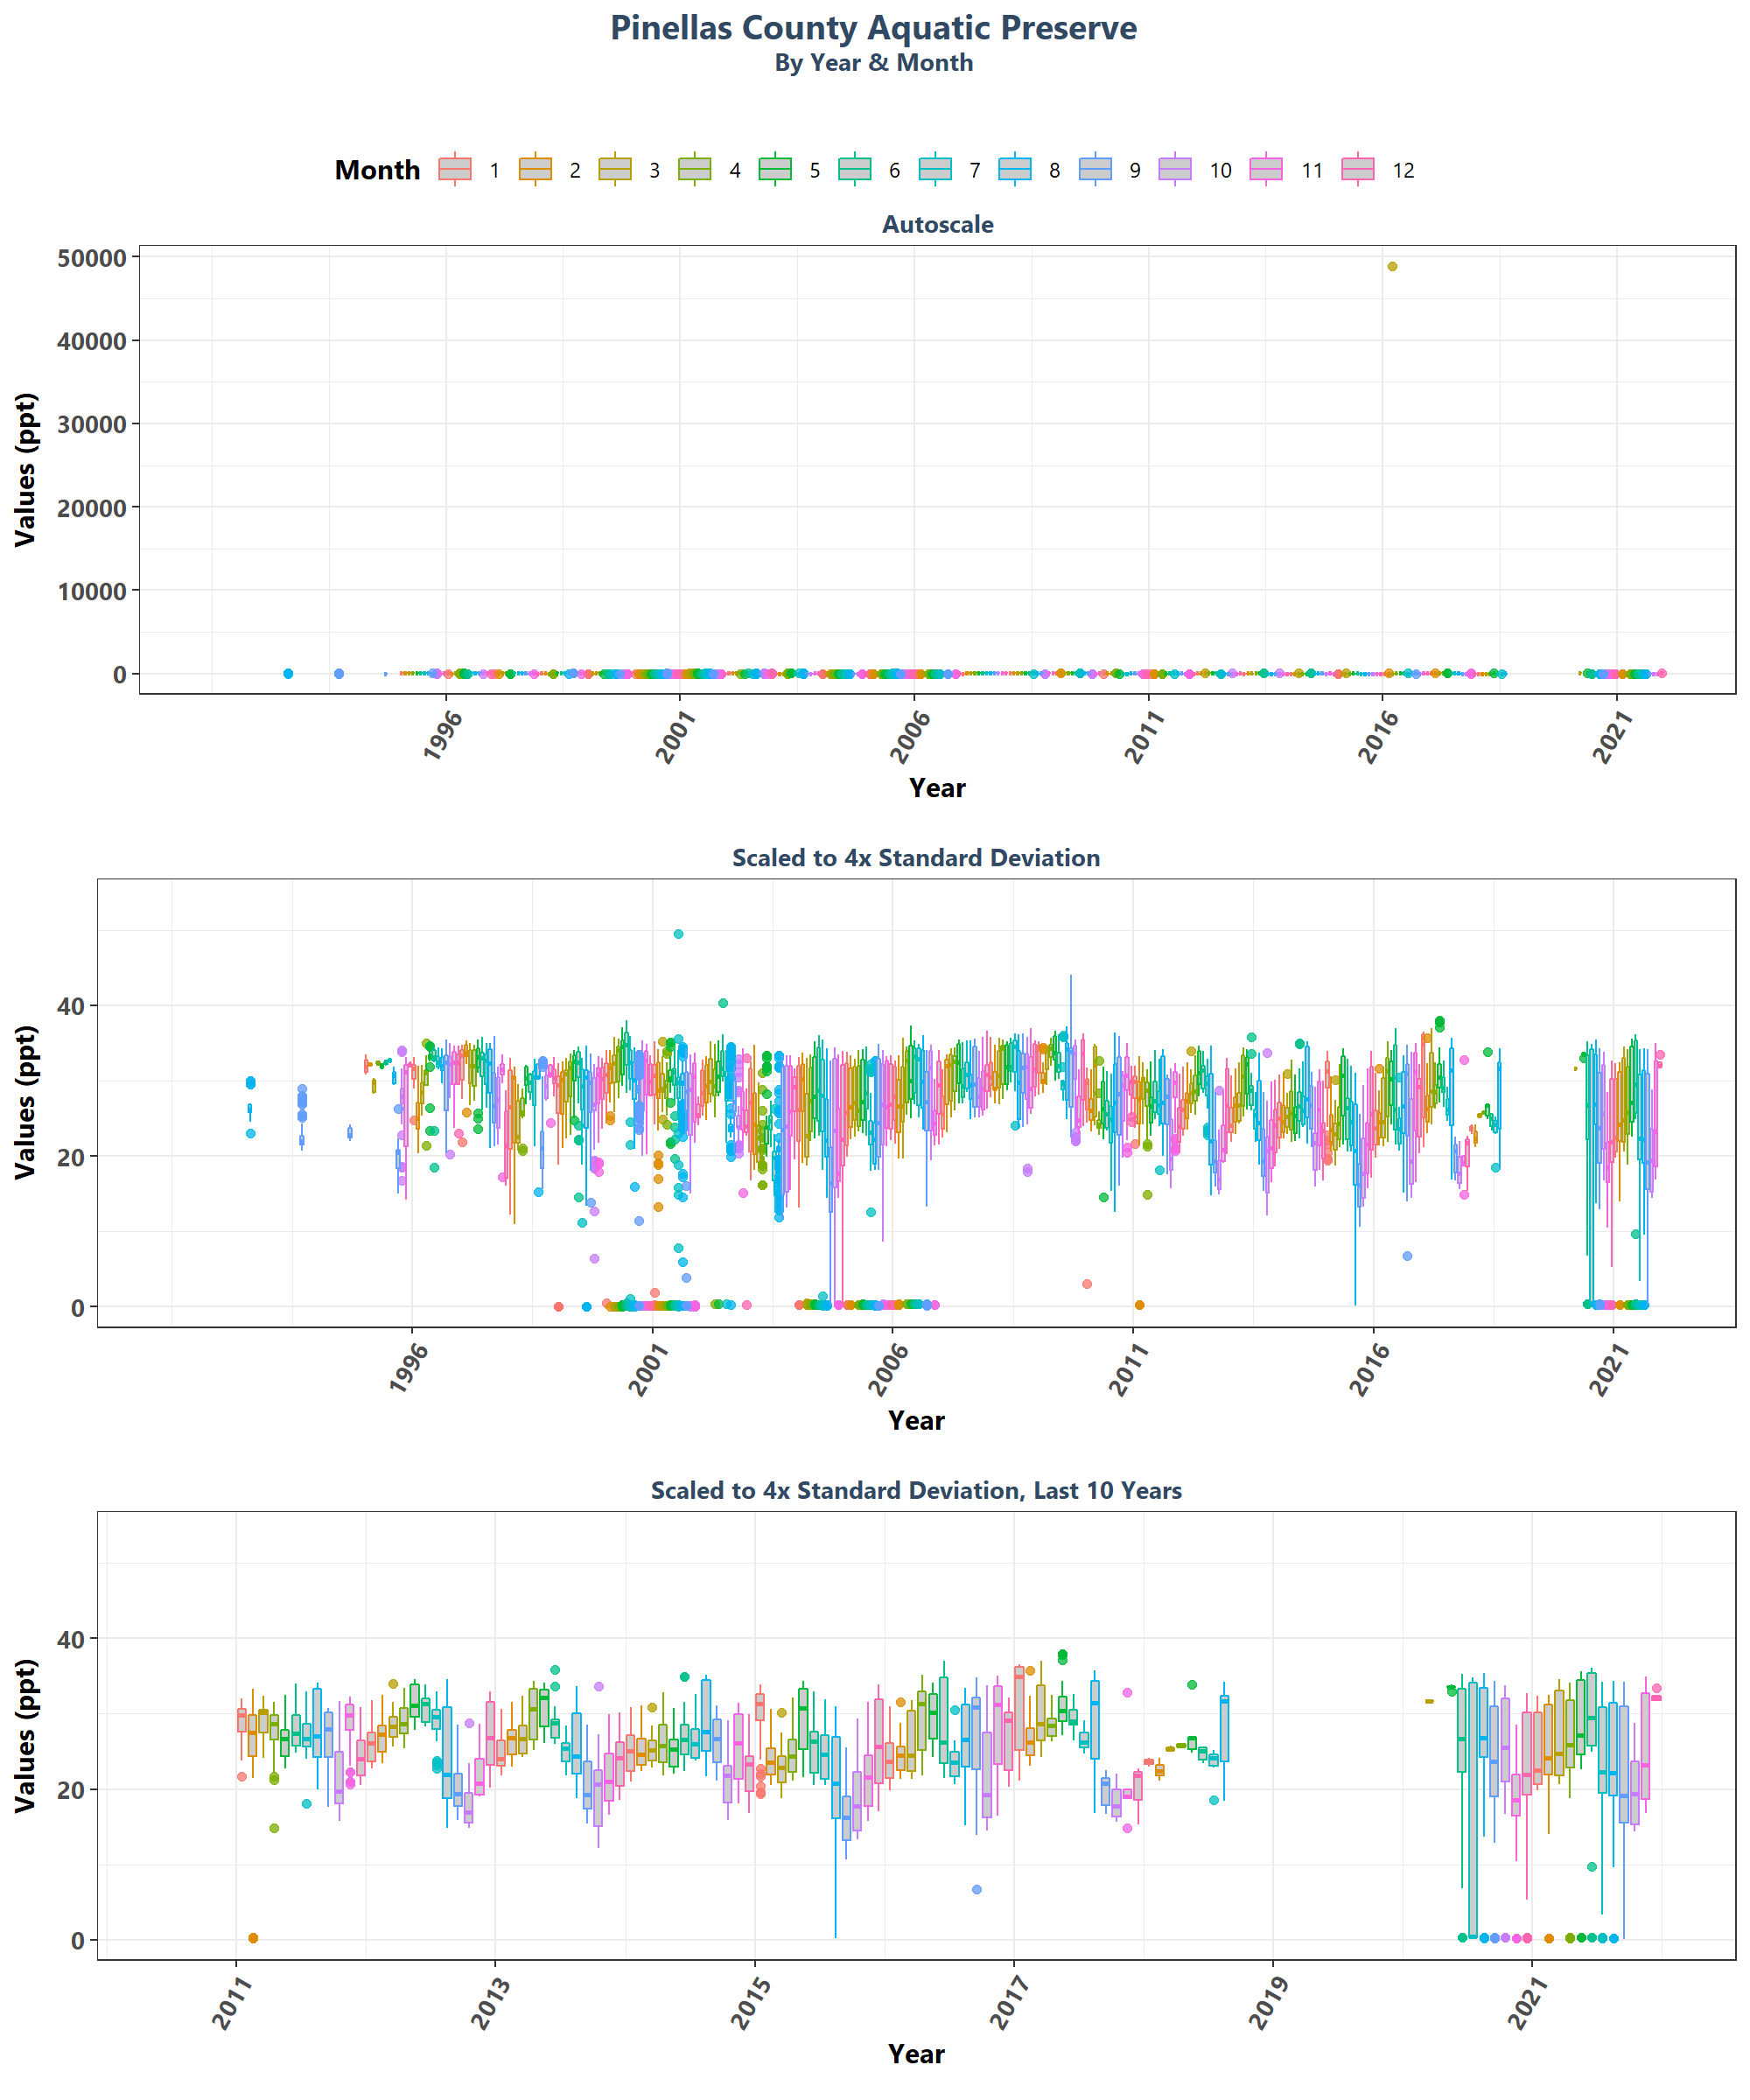 Pinellas County Aquatic Preserve
By Year & Month
Month 1 2 3 4 5 6 7 8 9 10 11 12
Autoscale
Values (ppt)
50000
40000
30000
20000
10000
0
1996 2001 2006 2011 2016 2021
Year
Scaled to 4x Standard Deviation
Values (ppt)
40
20
0
1996 2001 2006 2011 2016 2021
Year
Scaled to 4x Standard Deviation, Last 10 Years
Values (ppt)
40
20
0
2011 2013 2015 2017 2019 2021
Year